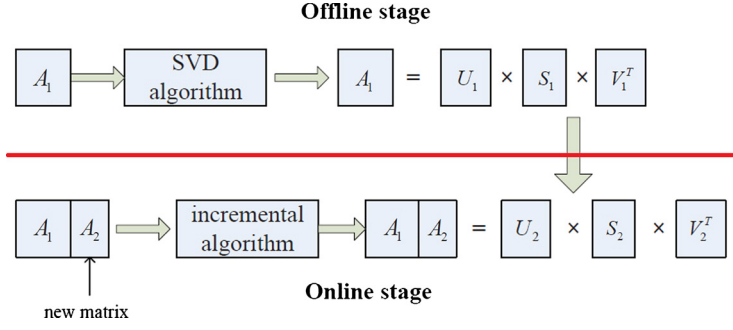 Offline stage
A₁ SVD algorithm A₁ = U₁ × S₁ × V₁ᵀ
A₁ A₂ incremental algorithm A₁ A₂ = U₂ × S₂ × V₂ᵀ
Online stage
new matrix